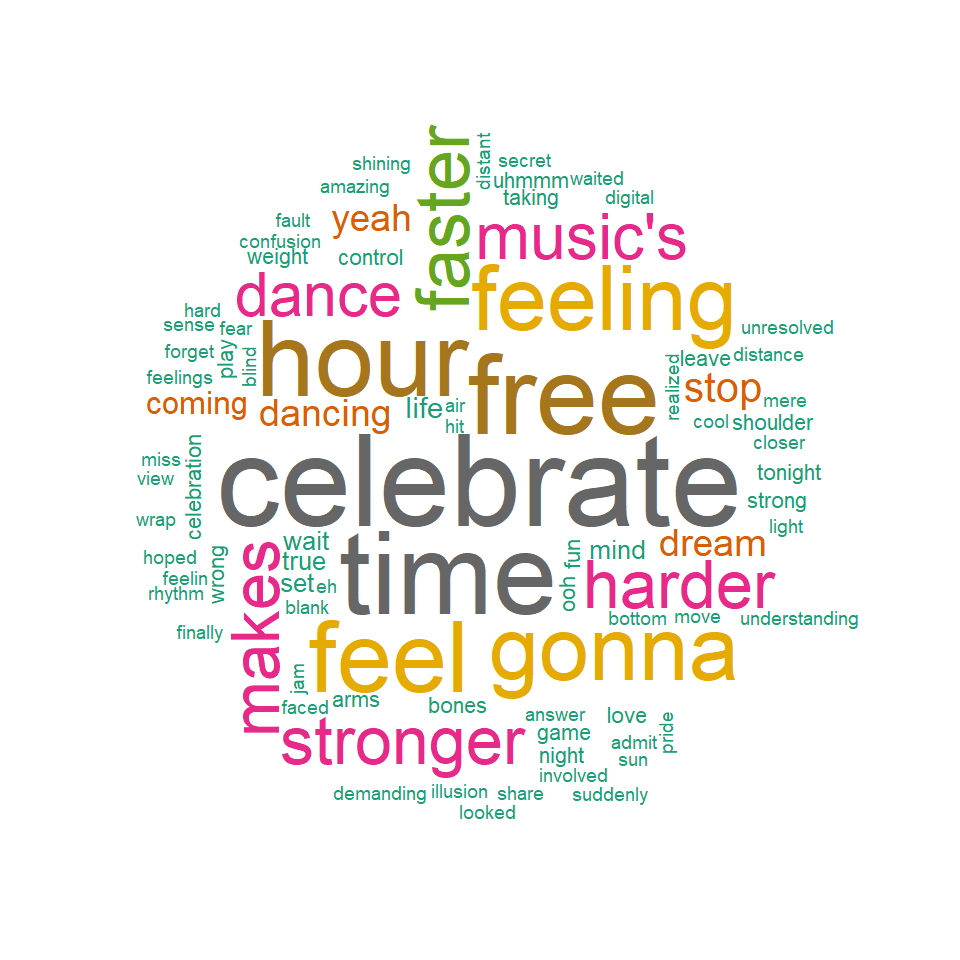 shining
distant
secret
amazing
uhmmm
waited
taking
digital
faster
fault
yeah
music's
confusion
weight
control
dance
feeling
hard
sense
fear
hour
unresolved
forget
play
blind
free
realized
leave
distance
feelings
stop
coming
dancing
life
air
hit
mere
cool
shoulder
closer
celebration
celebrate
miss
view
tonight
strong
wrap
light
wait
time
fun
mind
dream
hoped
true
feelin
wrong
set
eh
ooh
harder
rhythm
blank
makes
bottom
move
understanding
finally
feel
gonna
jam
faced
arms
bones
answer
love
pride
stronger
game
admit
night
sun
involved
demanding
illusion
share
suddenly
looked